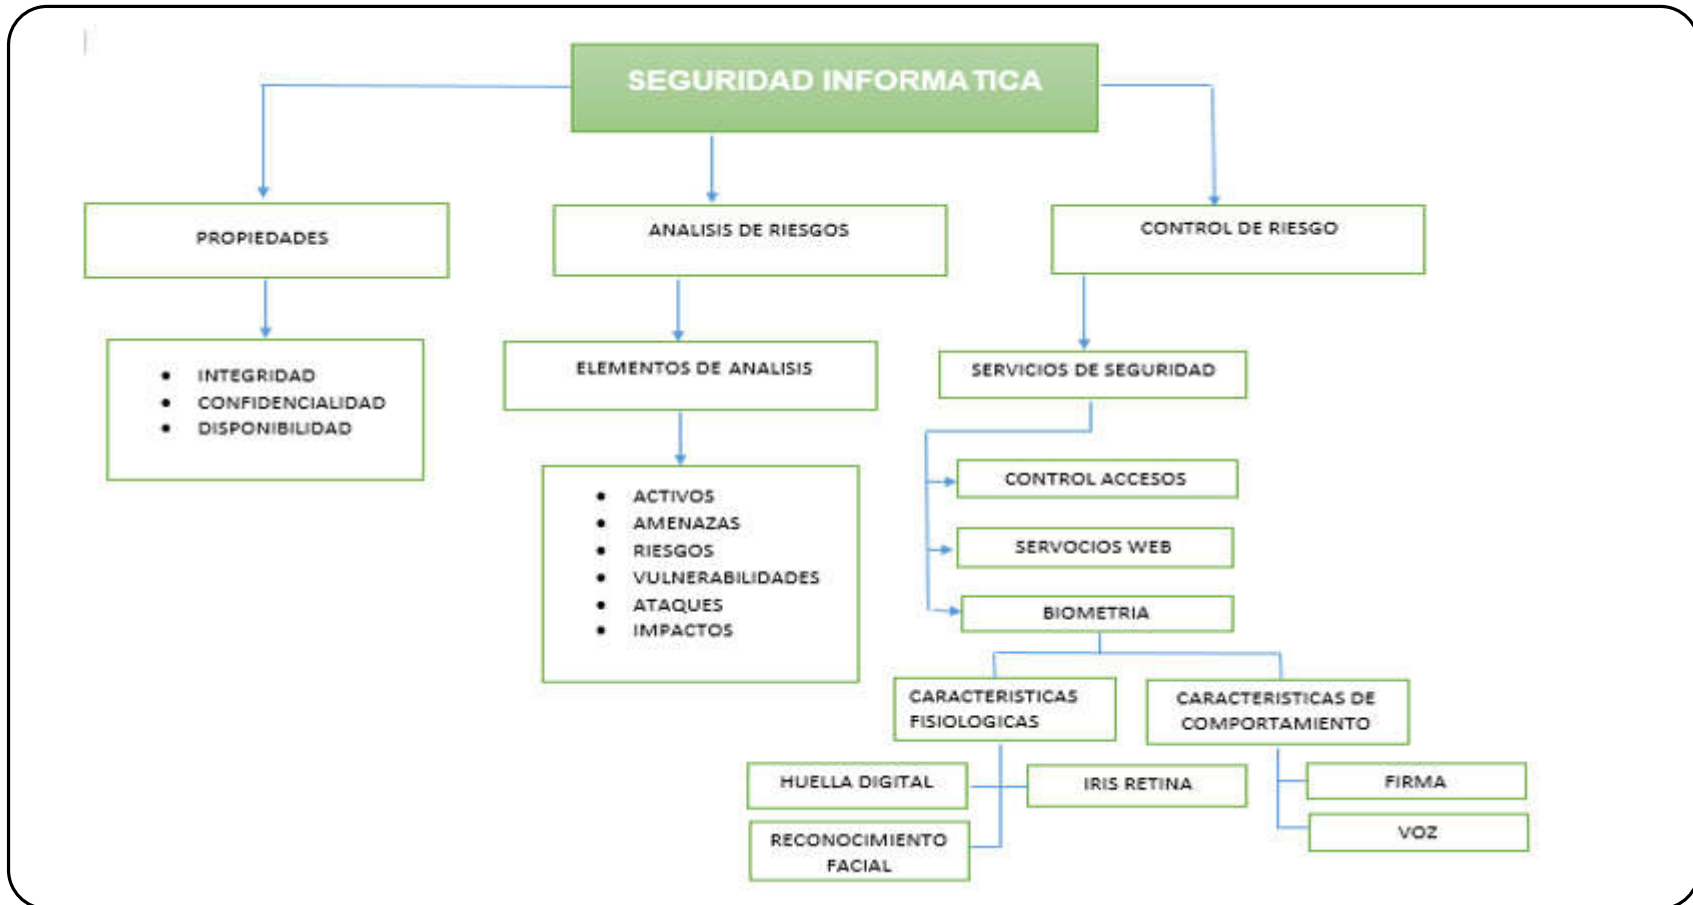 SEGURIDAD INFORMATICA
PROPIEDADES
ANALISIS DE RIESGOS
CONTROL DE RIESGO
• INTEGRIDAD
• CONFIDENCIALIDAD
• DISPONIBILIDAD
ELEMENTOS DE ANALISIS
• ACTIVOS
• AMENAZAS
• RIESGOS
• VULNERABILIDADES
• ATAQUES
• IMPACTOS
SERVICIOS DE SEGURIDAD
CONTROL ACCESOS
SERVOCIOS WEB
BIOMETRIA
CARACTERISTICAS
FISIOLOGICAS
CARACTERISTICAS DE
COMPORTAMIENTO
HUELLA DIGITAL
IRIS RETINA
RECONOCIMIENTO
FACIAL
FIRMA
VOZ